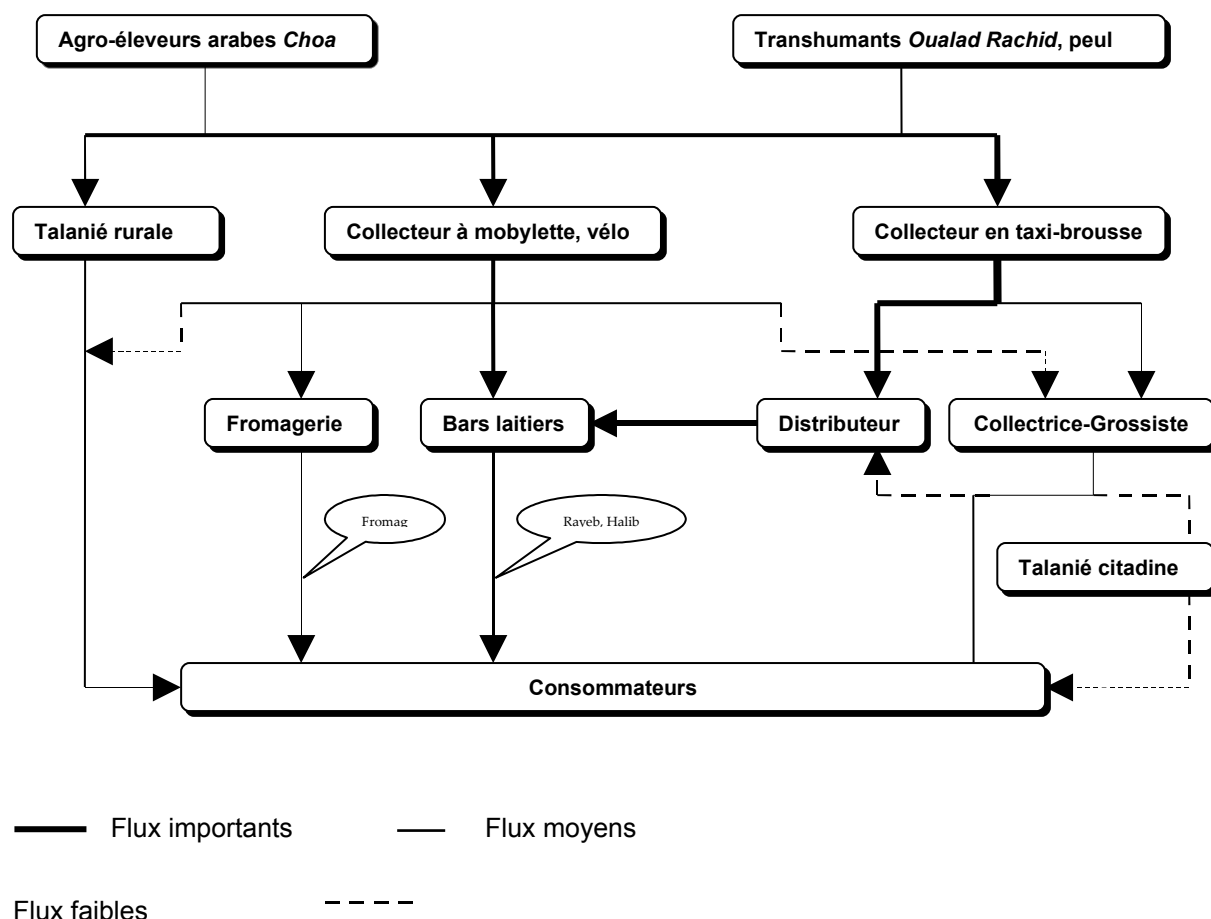 Agro-éleveurs arabes Choa
Transhumants Oualad Rachid, peul
Talanié rurale
Collecteur à mobylette, vélo
Collecteur en taxi-brousse
Fromagerie
Bars laitiers
Distributeur
Collectrice-Grossiste
Fromag
Rayeb, Halib
Talanié citadine
Consommateurs
Flux importants
Flux moyens
Flux faibles